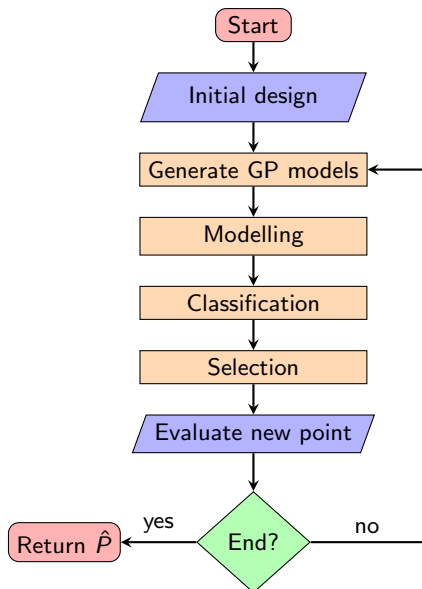 Start
Initial design
Generate GP models
Modelling
Classification
Selection
Evaluate new point
yes
no
Return P̂
End?